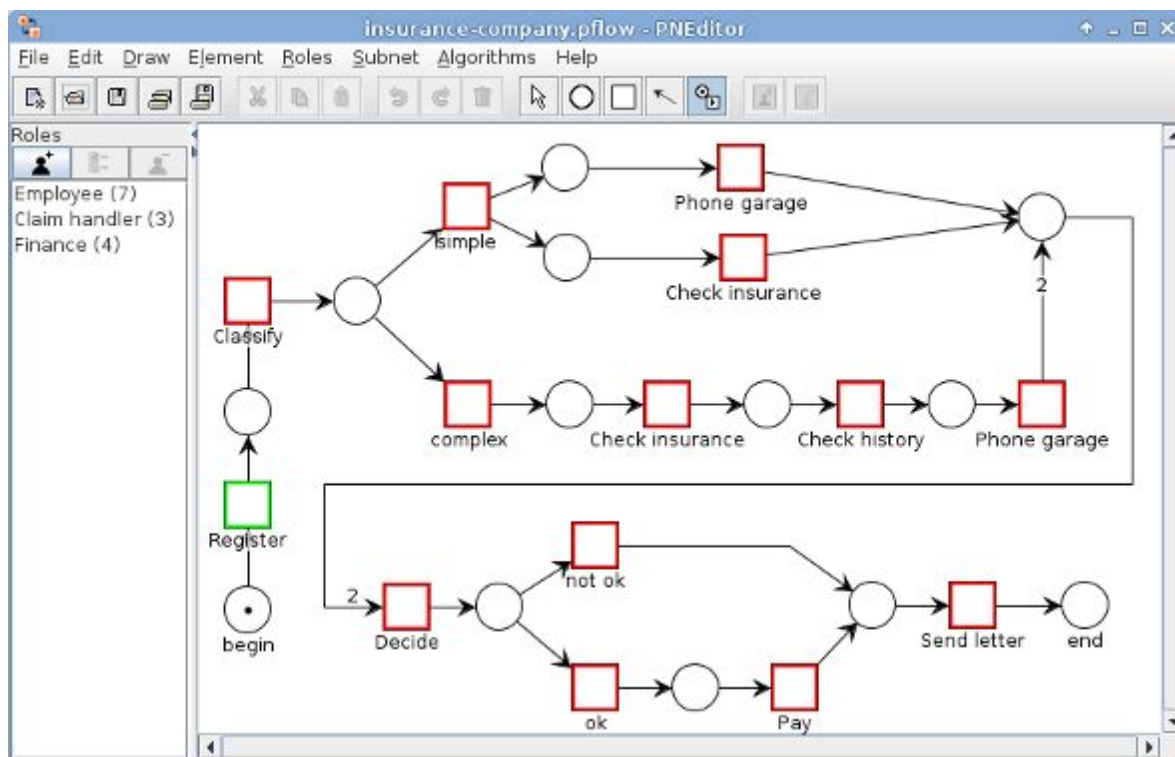 insurance-company.pflow - PNEditor
File Edit Draw Element Roles Subnet Algorithms Help
Roles
Employee (7)
Claim handler (3)
Finance (4)
Phone garage
simple
Check insurance
2
Classify
complex
Check insurance
Check history
Phone garage
Register
not ok
2
Decide
begin
Send letter
end
ok
Pay